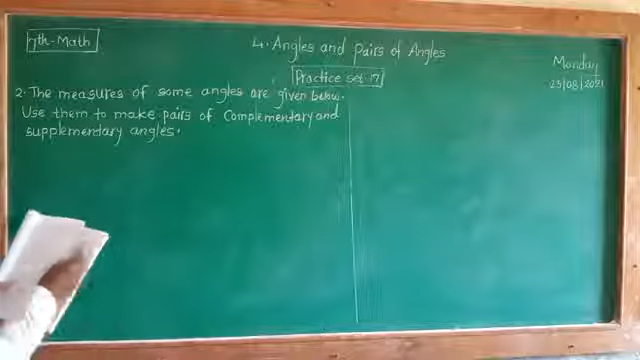 7th-Math
4. Angles and pairs of Angles
Monday
Practice set 17
23/08/2021
2. The measures of some angles are given below.
Use them to make pairs of complementary and
supplementary angles.